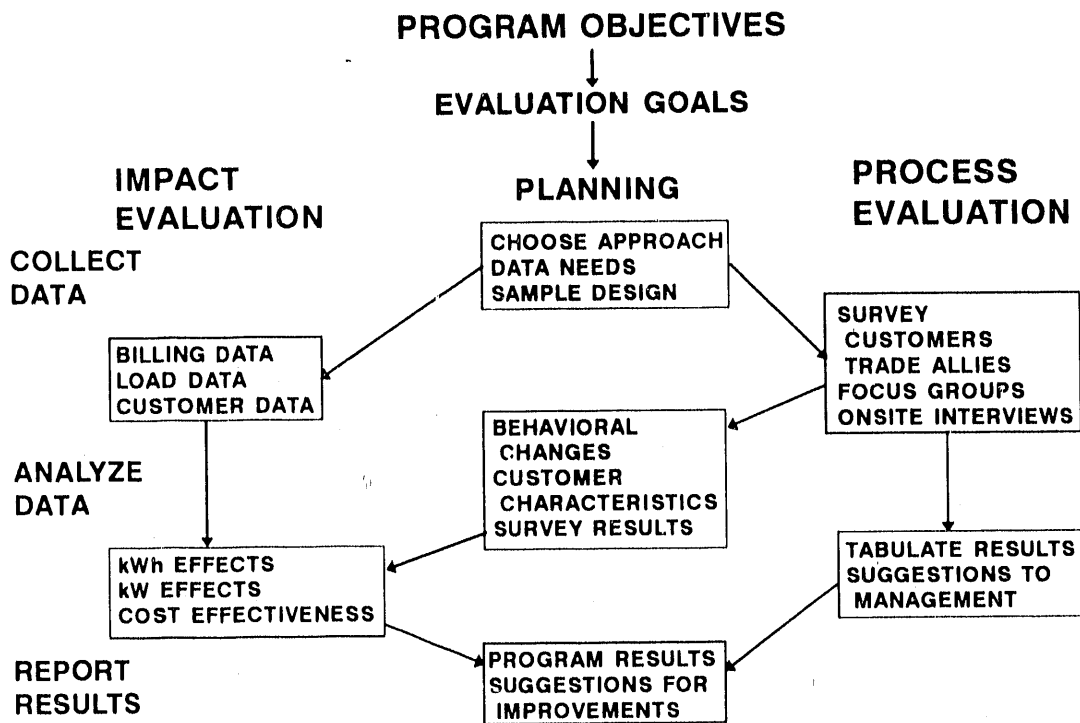 PROGRAM OBJECTIVES
EVALUATION GOALS
IMPACT
EVALUATION
PLANNING
PROCESS
EVALUATION
COLLECT
DATA
CHOOSE APPROACH
DATA NEEDS
SAMPLE DESIGN
BILLING DATA
LOAD DATA
CUSTOMER DATA
SURVEY
CUSTOMERS
TRADE ALLIES
FOCUS GROUPS
ONSITE INTERVIEWS
ANALYZE
DATA
BEHAVIORAL
CHANGES
CUSTOMER
CHARACTERISTICS
SURVEY RESULTS
kWh EFFECTS
kW EFFECTS
COST EFFECTIVENESS
TABULATE RESULTS
SUGGESTIONS TO
MANAGEMENT
REPORT
RESULTS
PROGRAM RESULTS
SUGGESTIONS FOR
IMPROVEMENTS